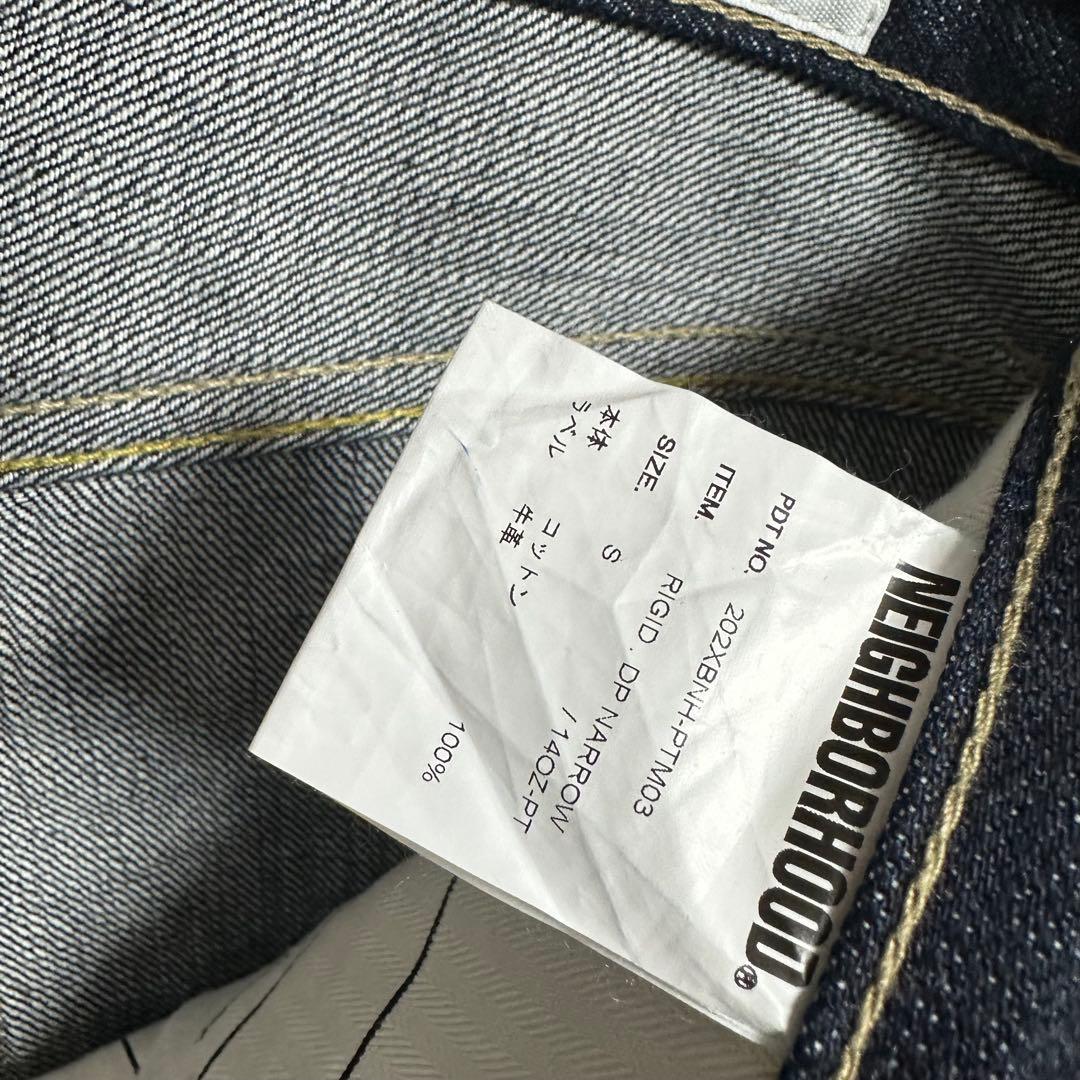 NEIGHBORHOOD®
PDT NO. 202XBNH-PTM03
ITEM. RIGID . DP NARROW
/ 14OZ-PT
SIZE. S
本体 コットン 100%
ラベル 牛革